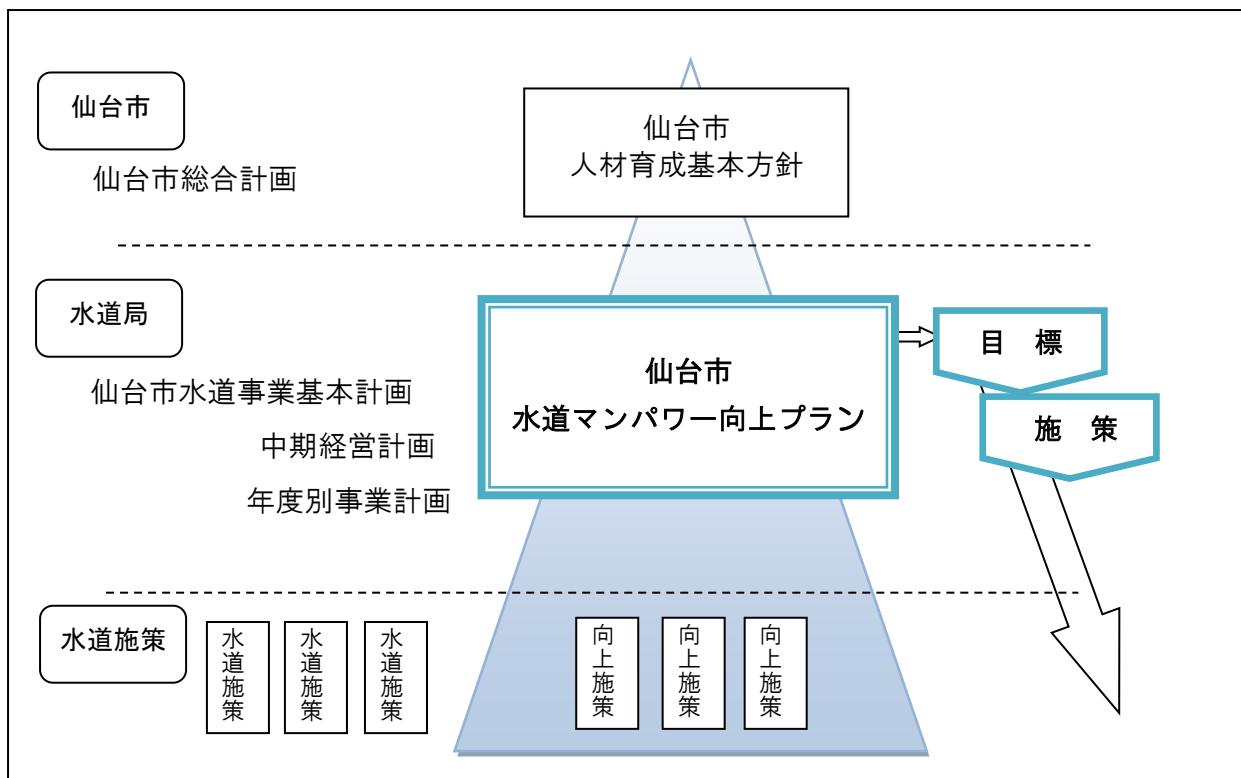 仙台市
仙台市総合計画
仙台市
人材育成基本方針
水道局
仙台市水道事業基本計画
中期経営計画
年度別事業計画
仙台市
水道マンパワー向上プラン
目　標
施　策
水道施策
水道施策
水道施策
水道施策
向上施策
向上施策
向上施策